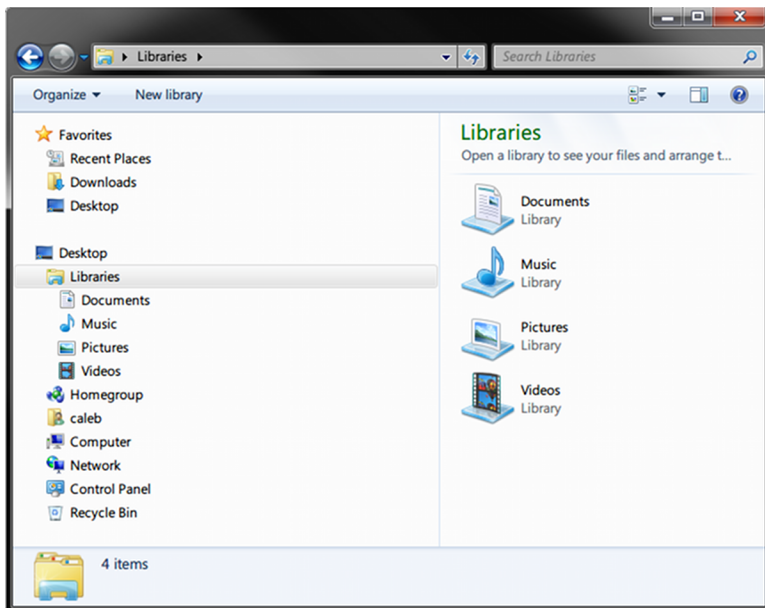 Libraries
Search Libraries
Organize
New library
Favorites
Recent Places
Downloads
Desktop
Desktop
Libraries
Documents
Music
Pictures
Videos
Homegroup
caleb
Computer
Network
Control Panel
Recycle Bin
Libraries
Open a library to see your files and arrange t...
Documents
Library
Music
Library
Pictures
Library
Videos
Library
4 items